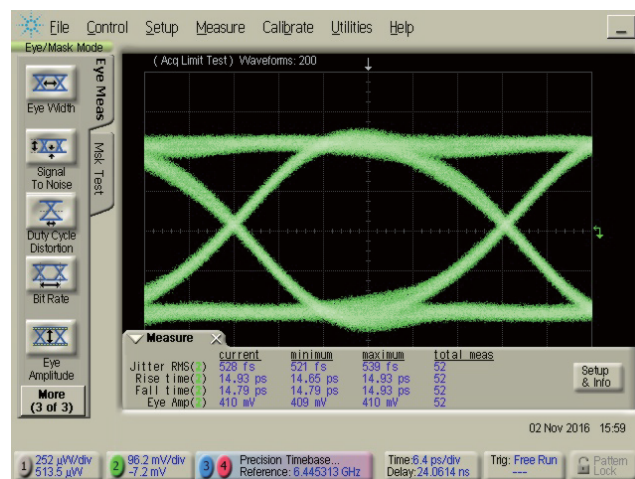 File Control Setup Measure Calibrate Utilities Help
Eye/Mask Mode
( Acq Limit Test ) Waveforms: 200
Eye Meas
Msk Test
Eye Width
Signal
To Noise
Duty Cycle
Distortion
Bit Rate
Eye
Amplitude
More
(3 of 3)
Measure
current minimum maximum total meas
Jitter RMS(2) 528 fs 521 fs 539 fs 52
Rise time(2) 14.93 ps 14.65 ps 14.93 ps 52
Fall time(2) 14.79 ps 14.79 ps 14.93 ps 52
Eye Amp(2) 410 mV 409 mV 410 mV 52
Setup
& Info
02 Nov 2016 15:59
1 252 µW/div
513.5 µW
2 96.2 mV/div
-7.2 mV
3 4 Precision Timebase...
Reference: 6.445313 GHz
Time:6.4 ps/div
Delay:24.0614 ns
Trig: Free Run
---
Pattern
Lock